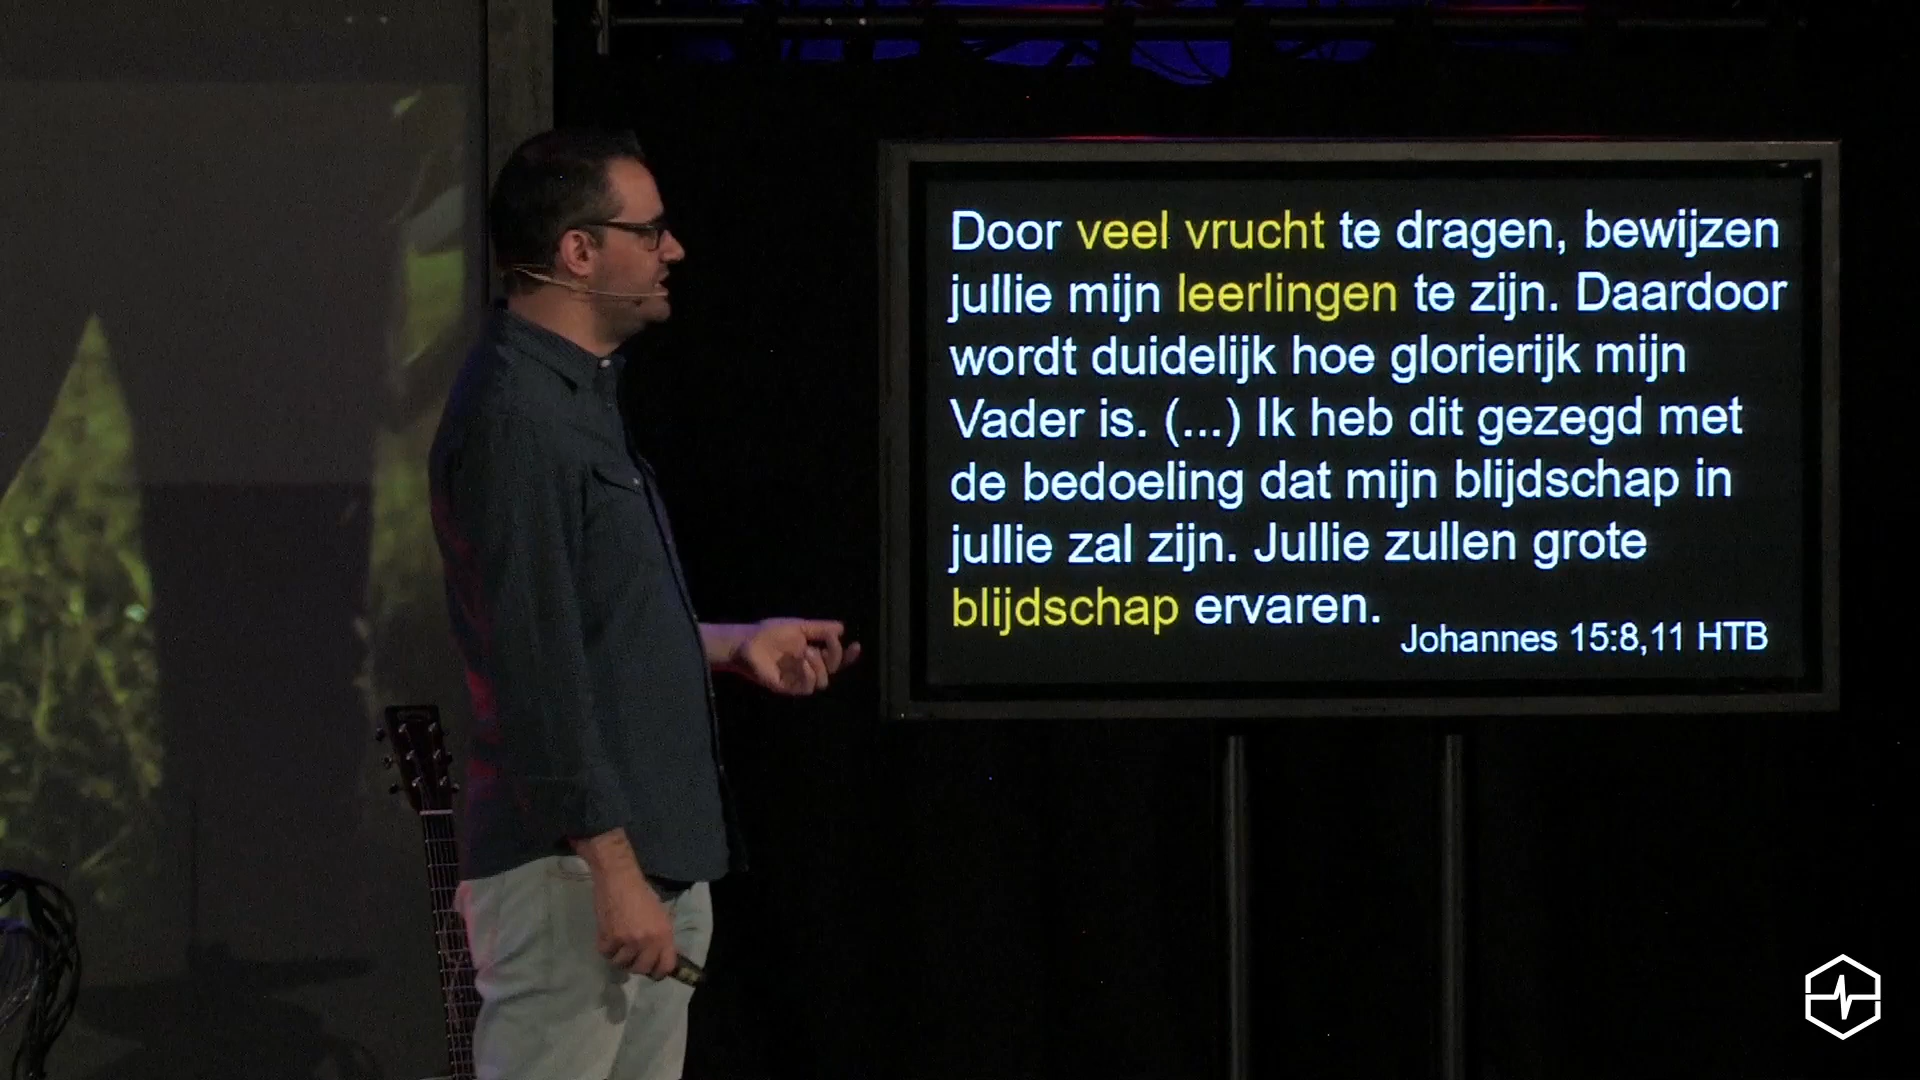 Door veel vrucht te dragen, bewijzen
jullie mijn leerlingen te zijn. Daardoor
wordt duidelijk hoe glorierijk mijn
Vader is. (...) Ik heb dit gezegd met
de bedoeling dat mijn blijdschap in
jullie zal zijn. Jullie zullen grote
blijdschap ervaren.
Johannes 15:8,11 HTB